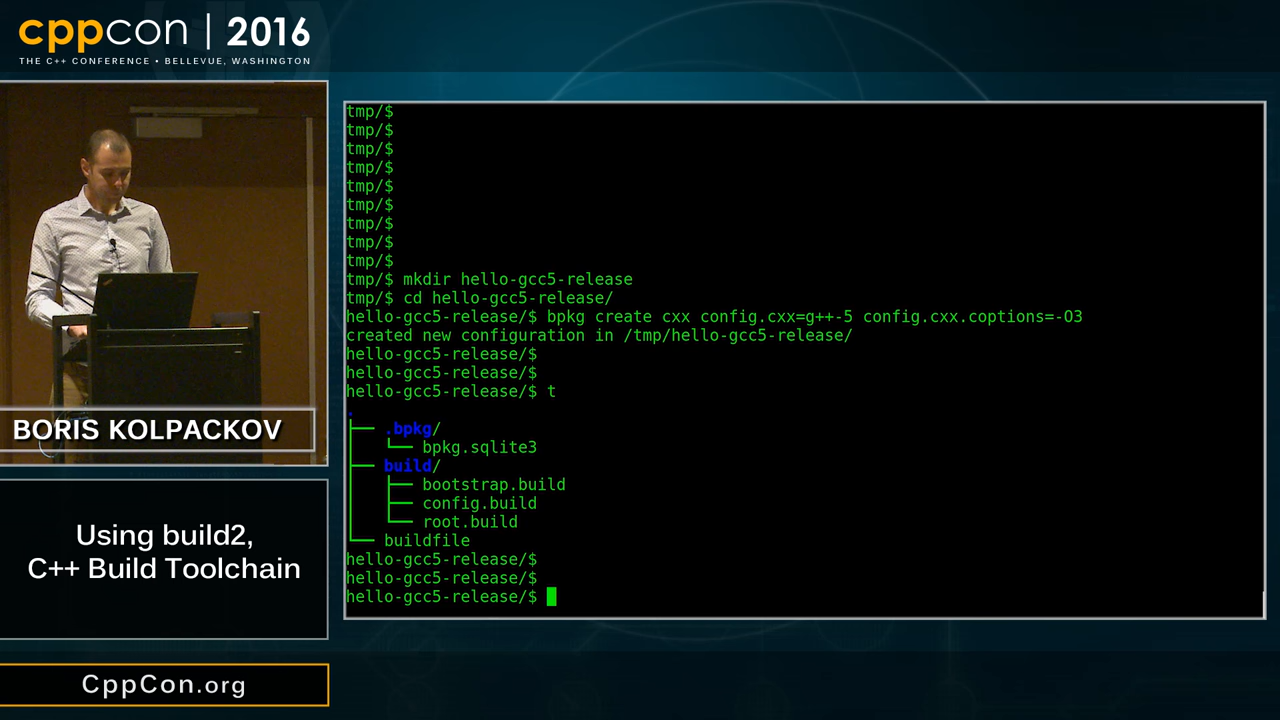 cppcon | 2016
THE C++ CONFERENCE • BELLEVUE, WASHINGTON
BORIS KOLPACKOV
Using build2,
C++ Build Toolchain
CppCon.org
tmp/$
tmp/$
tmp/$
tmp/$
tmp/$
tmp/$
tmp/$
tmp/$
tmp/$
tmp/$ mkdir hello-gcc5-release
tmp/$ cd hello-gcc5-release/
hello-gcc5-release/$ bpkg create cxx config.cxx=g++-5 config.cxx.coptions=-O3
created new configuration in /tmp/hello-gcc5-release/
hello-gcc5-release/$
hello-gcc5-release/$
hello-gcc5-release/$ t
.
├── .bpkg/
│   └── bpkg.sqlite3
├── build/
│   ├── bootstrap.build
│   ├── config.build
│   └── root.build
└── buildfile
hello-gcc5-release/$
hello-gcc5-release/$
hello-gcc5-release/$